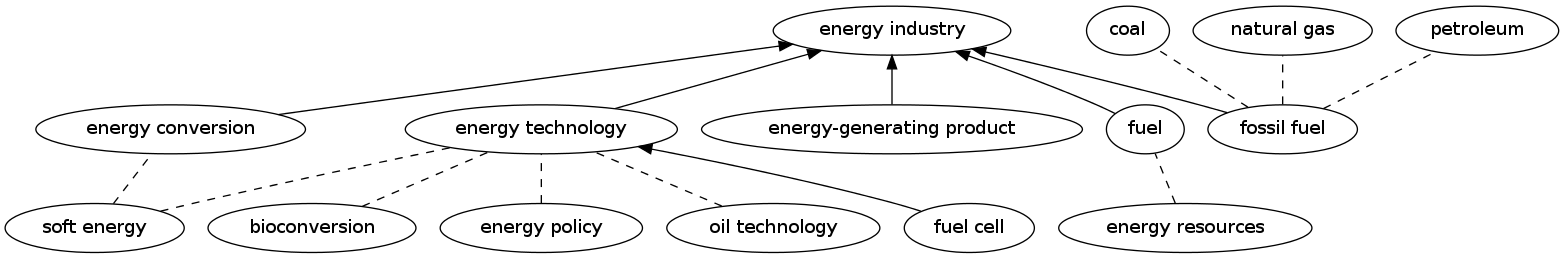 energy industry
coal
natural gas
petroleum
energy conversion
energy technology
energy-generating product
fuel
fossil fuel
soft energy
bioconversion
energy policy
oil technology
fuel cell
energy resources